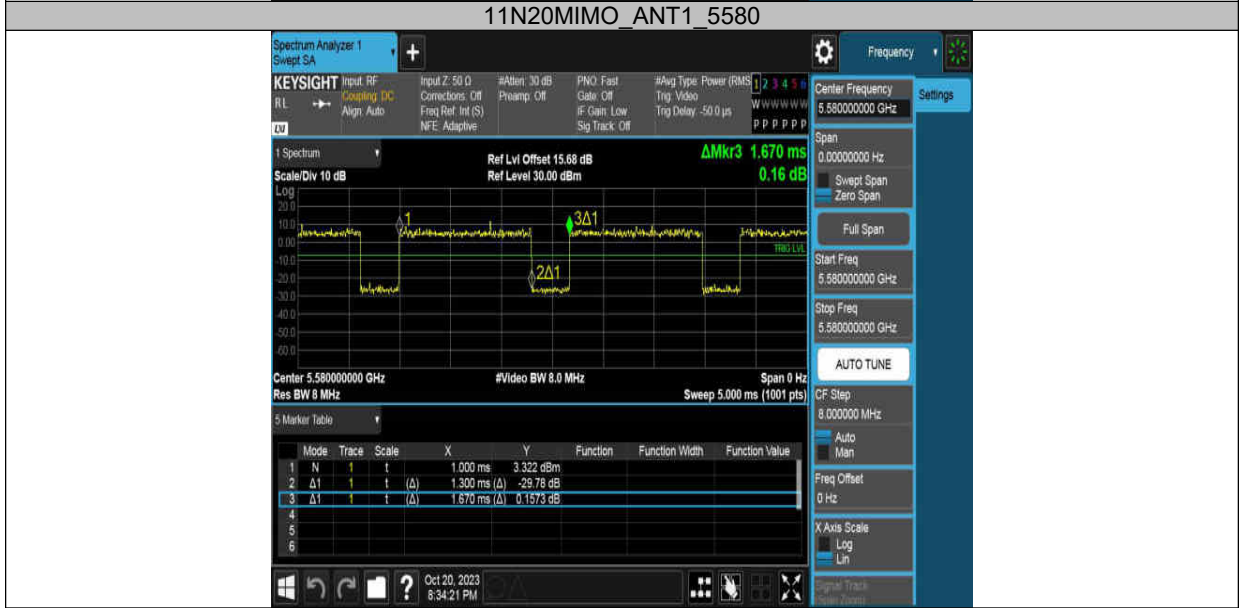 11N20MIMO_ANT1_5580
Spectrum Analyzer 1
Swept SA
+
Frequency
KEYSIGHT
RL
Input: RF
Coupling: DC
Align: Auto
Input Z: 50 Ω
Corrections: Off
Freq Ref: Int (S)
NFE: Adaptive
#Atten: 30 dB
Preamp: Off
PNO: Fast
Gate: Off
IF Gain: Low
Sig Track: Off
#Avg Type: Power (RMS
Trig: Video
Trig Delay: -50.0 µs
1 2 3 4 5 6
W W W W W W
P P P P P P
1 Spectrum
Scale/Div 10 dB
Ref Lvl Offset 15.68 dB
Ref Level 30.00 dBm
ΔMkr3 1.670 ms
0.16 dB
Log
20.0
10.0
0.00
-10.0
-20.0
-30.0
-40.0
-50.0
-60.0
1
3Δ1
2Δ1
TRIG LVL
Center 5.580000000 GHz
#Video BW 8.0 MHz
Span 0 Hz
Res BW 8 MHz
Sweep 5.000 ms (1001 pts)
5 Marker Table
Mode Trace Scale X Y Function Function Width Function Value
1 N 1 t 1.000 ms 3.322 dBm
2 Δ1 1 t (Δ) 1.300 ms (Δ) -29.78 dB
3 Δ1 1 t (Δ) 1.670 ms (Δ) 0.1573 dB
4
5
6
?
Oct 20, 2023
8:34:21 PM
Center Frequency
5.580000000 GHz
Settings
Span
0.00000000 Hz
Swept Span
Zero Span
Full Span
Start Freq
5.580000000 GHz
Stop Freq
5.580000000 GHz
AUTO TUNE
CF Step
8.000000 MHz
Auto
Man
Freq Offset
0 Hz
X Axis Scale
Log
Lin
Signal Track
(Span Zoom)